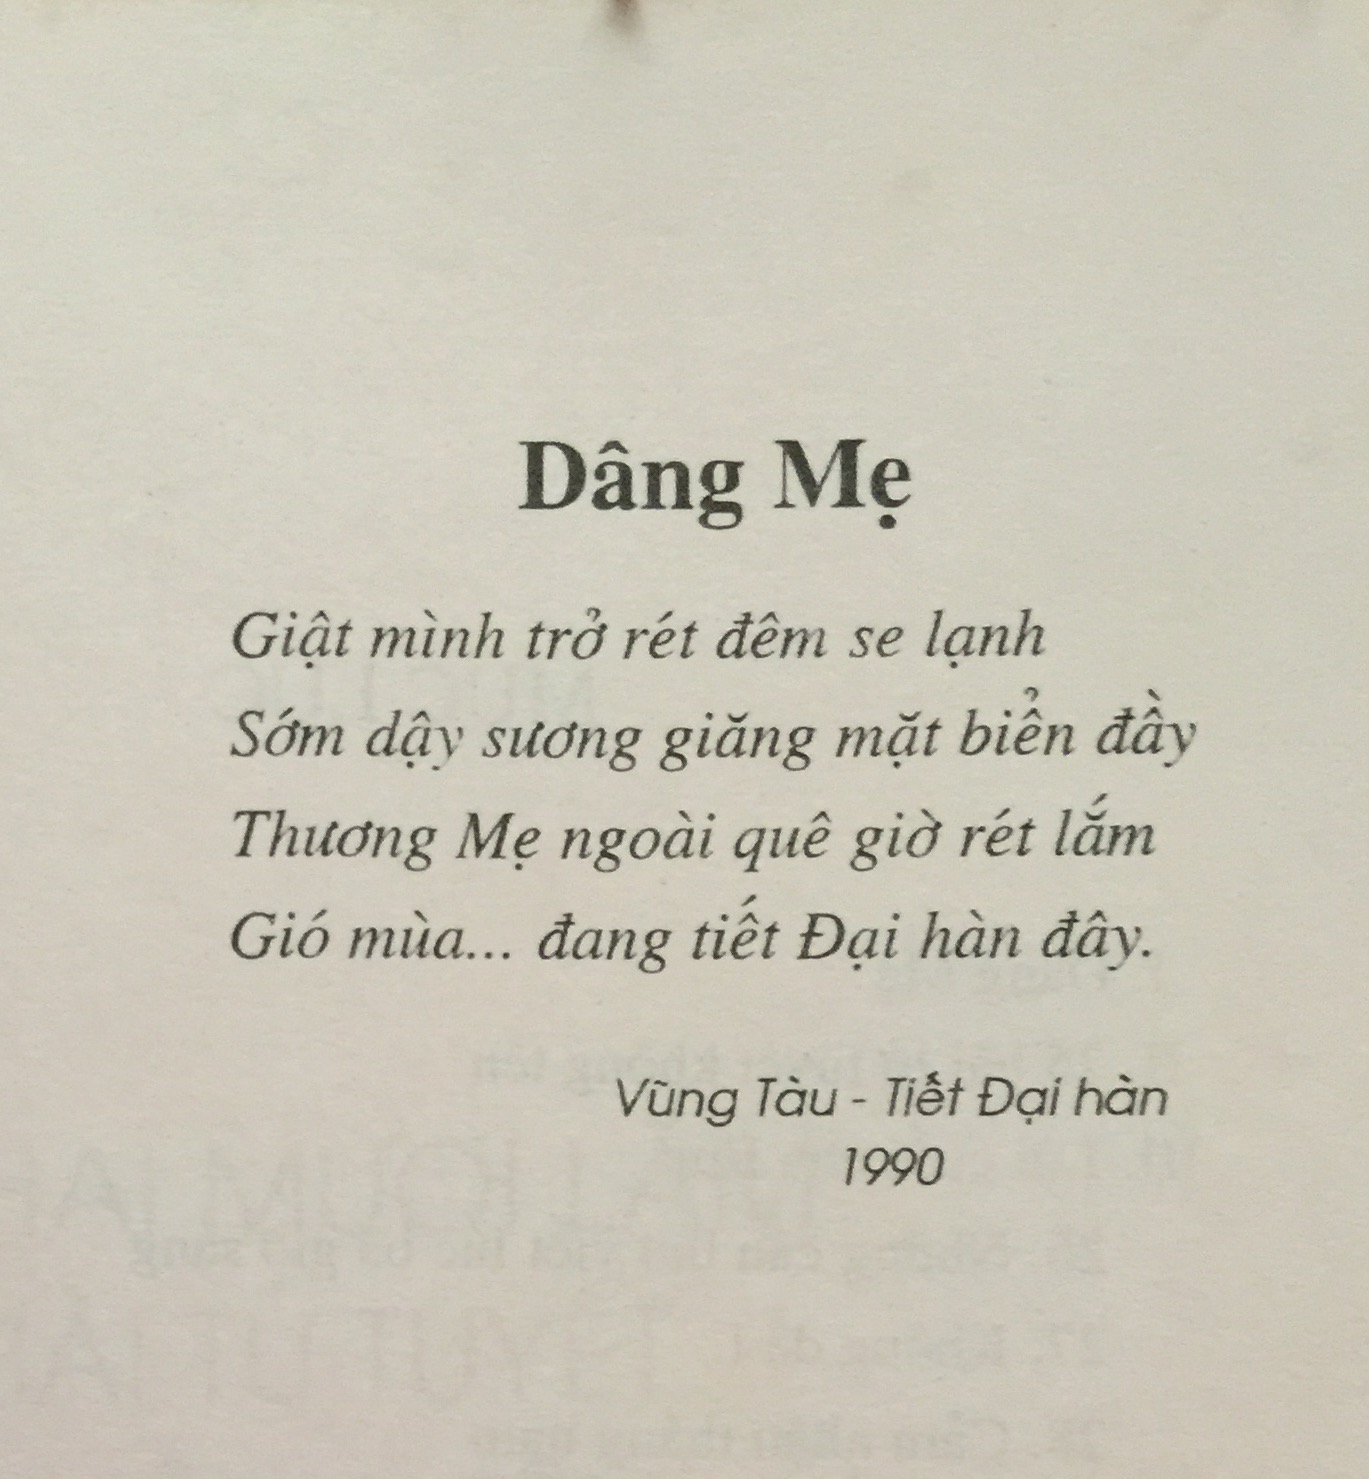 Dâng Mẹ
Giật mình trở rét đêm se lạnh
Sớm dậy sương giăng mặt biển đầy
Thương Mẹ ngoài quê giờ rét lắm
Gió mùa... đang tiết Đại hàn đây.
Vũng Tàu - Tiết Đại hàn
1990